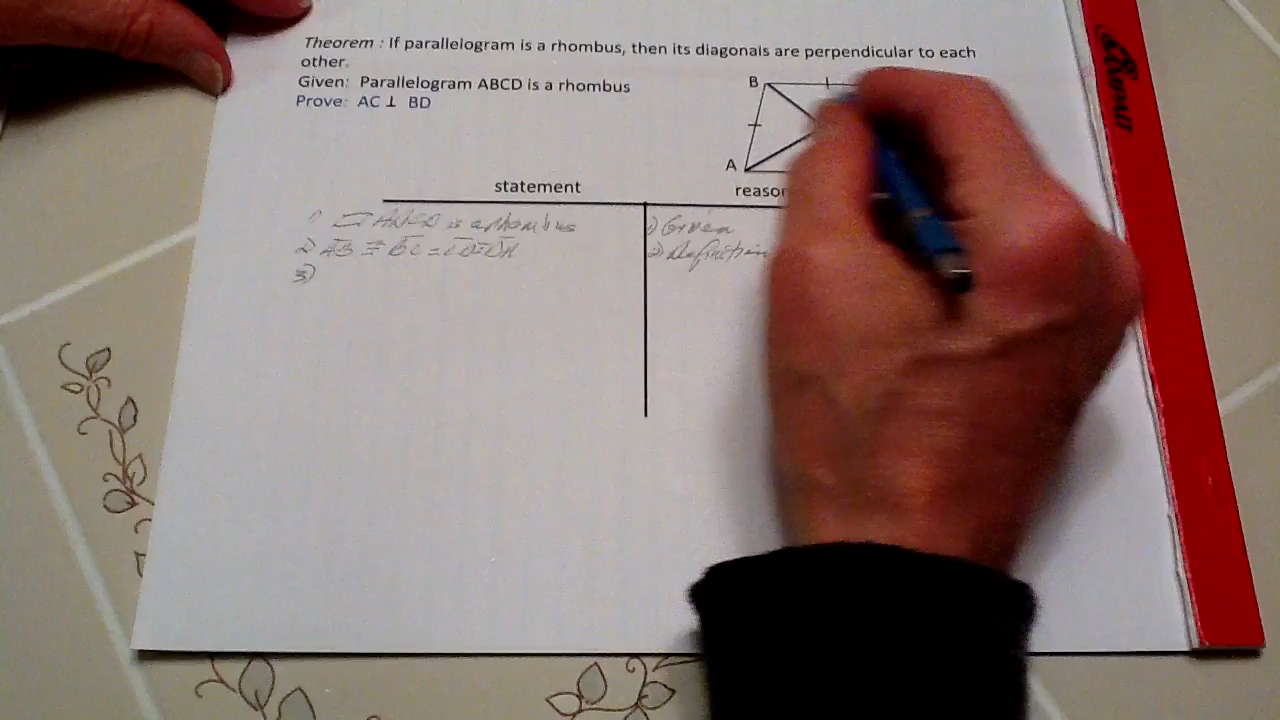 Theorem : If parallelogram is a rhombus, then its diagonals are perpendicular to each
other.
Given: Parallelogram ABCD is a rhombus
Prove: AC ⊥ BD
B
A
statement
reaso
1) ▱ ABCD is a rhombus
1) Given
2) AB ≅ BC ≅ CD ≅ DA
2) Definition
3)